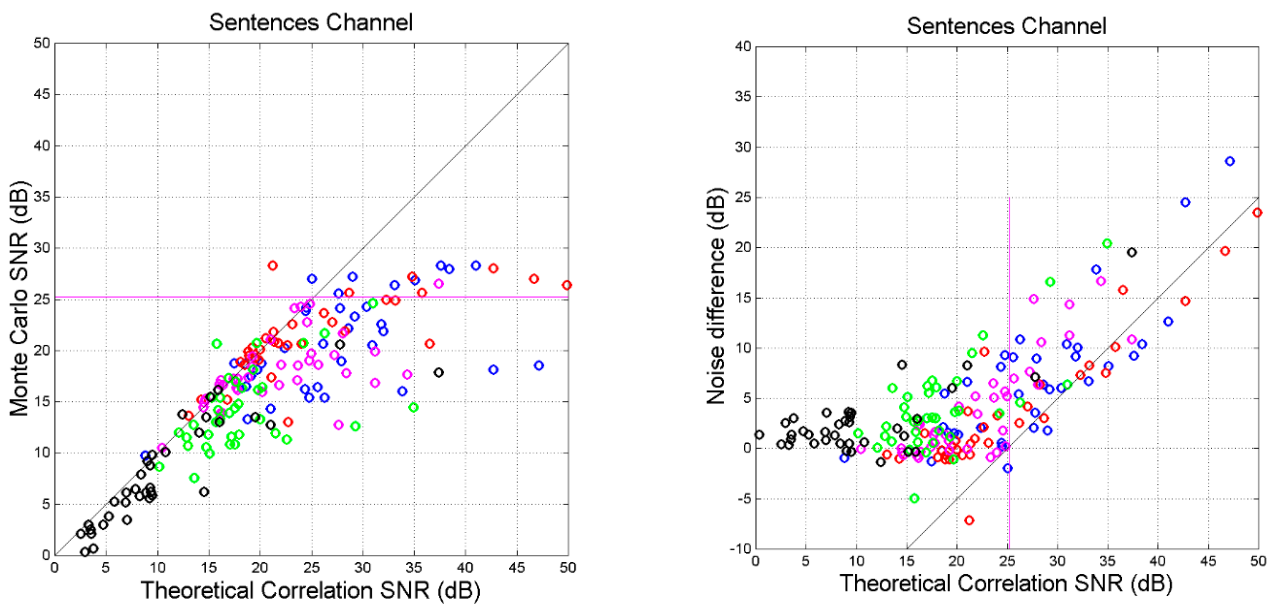 Sentences Channel
50
45
40
35
30
25
20
15
10
5
0
Monte Carlo SNR (dB)
0 5 10 15 20 25 30 35 40 45 50
Theoretical Correlation SNR (dB)
Sentences Channel
40
35
30
25
20
15
10
5
0
-5
-10
Noise difference (dB)
0 5 10 15 20 25 30 35 40 45 50
Theoretical Correlation SNR (dB)